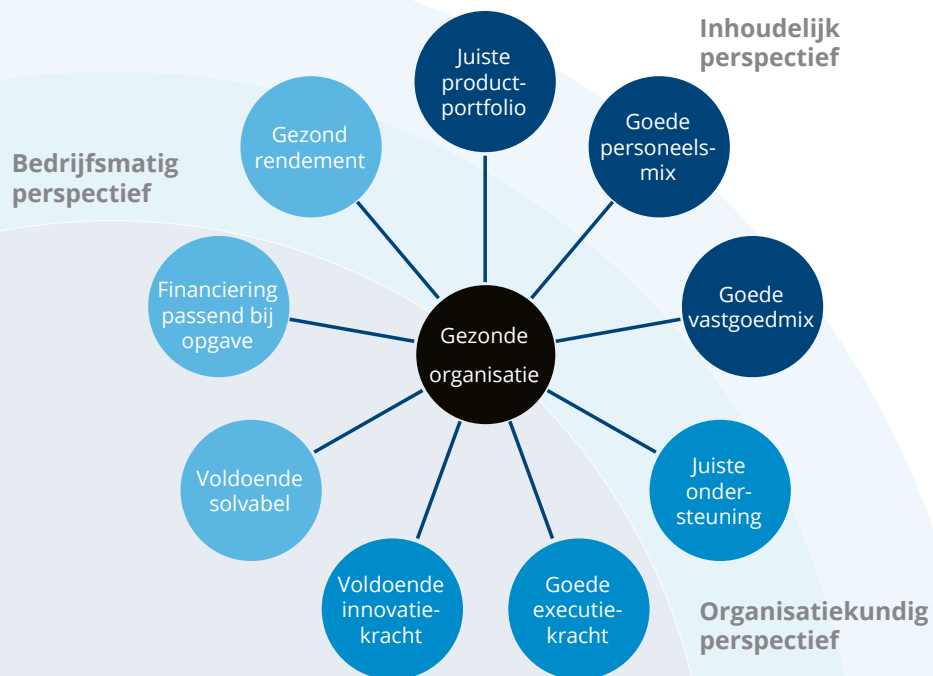 Inhoudelijk
perspectief
Juiste
product-
portfolio
Goede
personeels-
mix
Gezond
rendement
Bedrijfsmatig
perspectief
Financiering
passend bij
opgave
Goede
vastgoedmix
Gezonde
organisatie
Voldoende
solvabel
Juiste
onder-
steuning
Voldoende
innovatie-
kracht
Goede
executie-
kracht
Organisatiekundig
perspectief